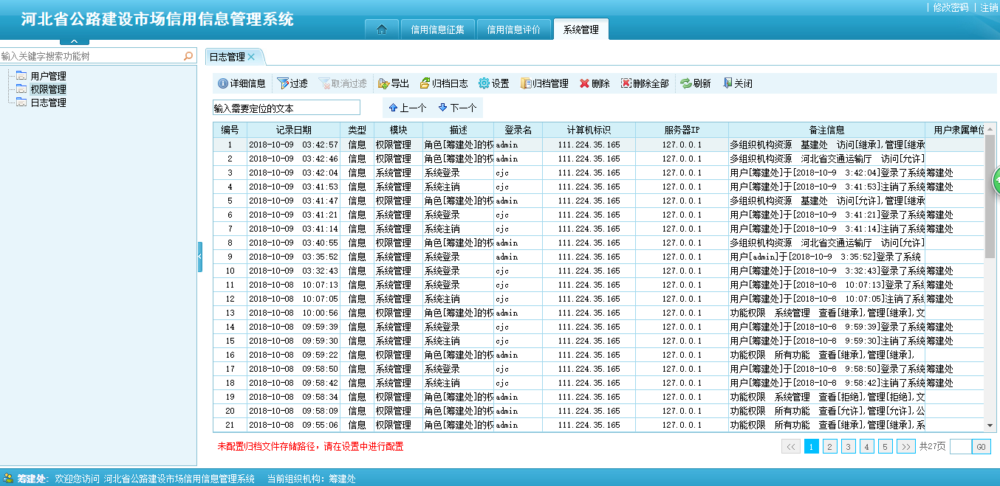 修改密码 | 注销
河北省公路建设市场信用信息管理系统
信用信息征集 信用信息评价 系统管理
输入关键字搜索功能树
用户管理
权限管理
日志管理
日志管理
详细信息 过滤 取消过滤 导出 归档日志 设置 归档管理 删除 删除全部 刷新 关闭
输入需要定位的文本 上一个 下一个
编号 记录日期 类型 模块 描述 登录名 计算机标识 服务器IP 备注信息 用户隶属单位
1 2018-10-09 03:42:57 信息 权限管理 角色[筹建处]的权 admin 111.224.35.165 127.0.0.1 多组织机构资源 基建处 访问[继承],管理[继承
2 2018-10-09 03:42:46 信息 权限管理 角色[筹建处]的权 admin 111.224.35.165 127.0.0.1 多组织机构资源 河北省交通运输厅 访问[允许]
3 2018-10-09 03:42:04 信息 系统管理 系统登录 cjc 111.224.35.165 127.0.0.1 用户[筹建处]于[2018-10-9 3:42:04]登录了系统 筹建处
4 2018-10-09 03:41:53 信息 系统管理 系统注销 cjc 111.224.35.165 127.0.0.1 用户[筹建处]于[2018-10-9 3:41:53]注销了系统 筹建处
5 2018-10-09 03:41:47 信息 权限管理 角色[筹建处]的权 admin 111.224.35.165 127.0.0.1 多组织机构资源 基建处 访问[允许],管理[继承
6 2018-10-09 03:41:21 信息 系统管理 系统登录 cjc 111.224.35.165 127.0.0.1 用户[筹建处]于[2018-10-9 3:41:21]登录了系统 筹建处
7 2018-10-09 03:41:14 信息 系统管理 系统注销 cjc 111.224.35.165 127.0.0.1 用户[筹建处]于[2018-10-9 3:41:14]注销了系统 筹建处
8 2018-10-09 03:40:55 信息 权限管理 角色[筹建处]的权 admin 111.224.35.165 127.0.0.1 多组织机构资源 河北省交通运输厅 访问[允许]
9 2018-10-09 03:35:52 信息 系统管理 系统登录 admin 111.224.35.165 127.0.0.1 用户[admin]于[2018-10-9 3:35:52]登录了系统
10 2018-10-09 03:32:43 信息 系统管理 系统登录 cjc 111.224.35.165 127.0.0.1 用户[筹建处]于[2018-10-9 3:32:43]登录了系统 筹建处
11 2018-10-08 10:07:13 信息 系统管理 系统登录 cjc 111.224.35.165 127.0.0.1 用户[筹建处]于[2018-10-8 10:07:13]登录了系统 筹建处
12 2018-10-08 10:07:05 信息 系统管理 系统注销 cjc 111.224.35.165 127.0.0.1 用户[筹建处]于[2018-10-8 10:07:05]注销了系统 筹建处
13 2018-10-08 10:00:56 信息 权限管理 角色[筹建处]的权 admin 111.224.35.165 127.0.0.1 功能权限 系统管理 查看[继承],管理[继承],文
14 2018-10-08 09:59:39 信息 系统管理 系统登录 cjc 111.224.35.165 127.0.0.1 用户[筹建处]于[2018-10-8 9:59:39]登录了系统 筹建处
15 2018-10-08 09:59:30 信息 系统管理 系统注销 cjc 111.224.35.165 127.0.0.1 用户[筹建处]于[2018-10-8 9:59:30]注销了系统 筹建处
16 2018-10-08 09:59:22 信息 权限管理 角色[筹建处]的权 admin 111.224.35.165 127.0.0.1 功能权限 所有功能 查看[继承],管理[继承],
17 2018-10-08 09:58:50 信息 系统管理 系统登录 cjc 111.224.35.165 127.0.0.1 用户[筹建处]于[2018-10-8 9:58:50]登录了系统 筹建处
18 2018-10-08 09:58:42 信息 系统管理 系统注销 cjc 111.224.35.165 127.0.0.1 用户[筹建处]于[2018-10-8 9:58:42]注销了系统 筹建处
19 2018-10-08 09:58:34 信息 权限管理 角色[筹建处]的权 admin 111.224.35.165 127.0.0.1 功能权限 系统管理 查看[拒绝],管理[拒绝],文
20 2018-10-08 09:58:09 信息 权限管理 角色[筹建处]的权 admin 111.224.35.165 127.0.0.1 功能权限 所有功能 查看[允许],管理[允许],公
21 2018-10-08 09:55:06 信息 权限管理 角色[筹建处]的权 admin 111.224.35.165 127.0.0.1 功能权限 所有功能 查看[继承],管理[继承],系
未配置归档文件存储路径，请在设置中进行配置
<< 1 2 3 4 5 >> 共27页 GO
筹建处: 欢迎您访问 河北省公路建设市场信用信息管理系统 当前组织机构: 筹建处